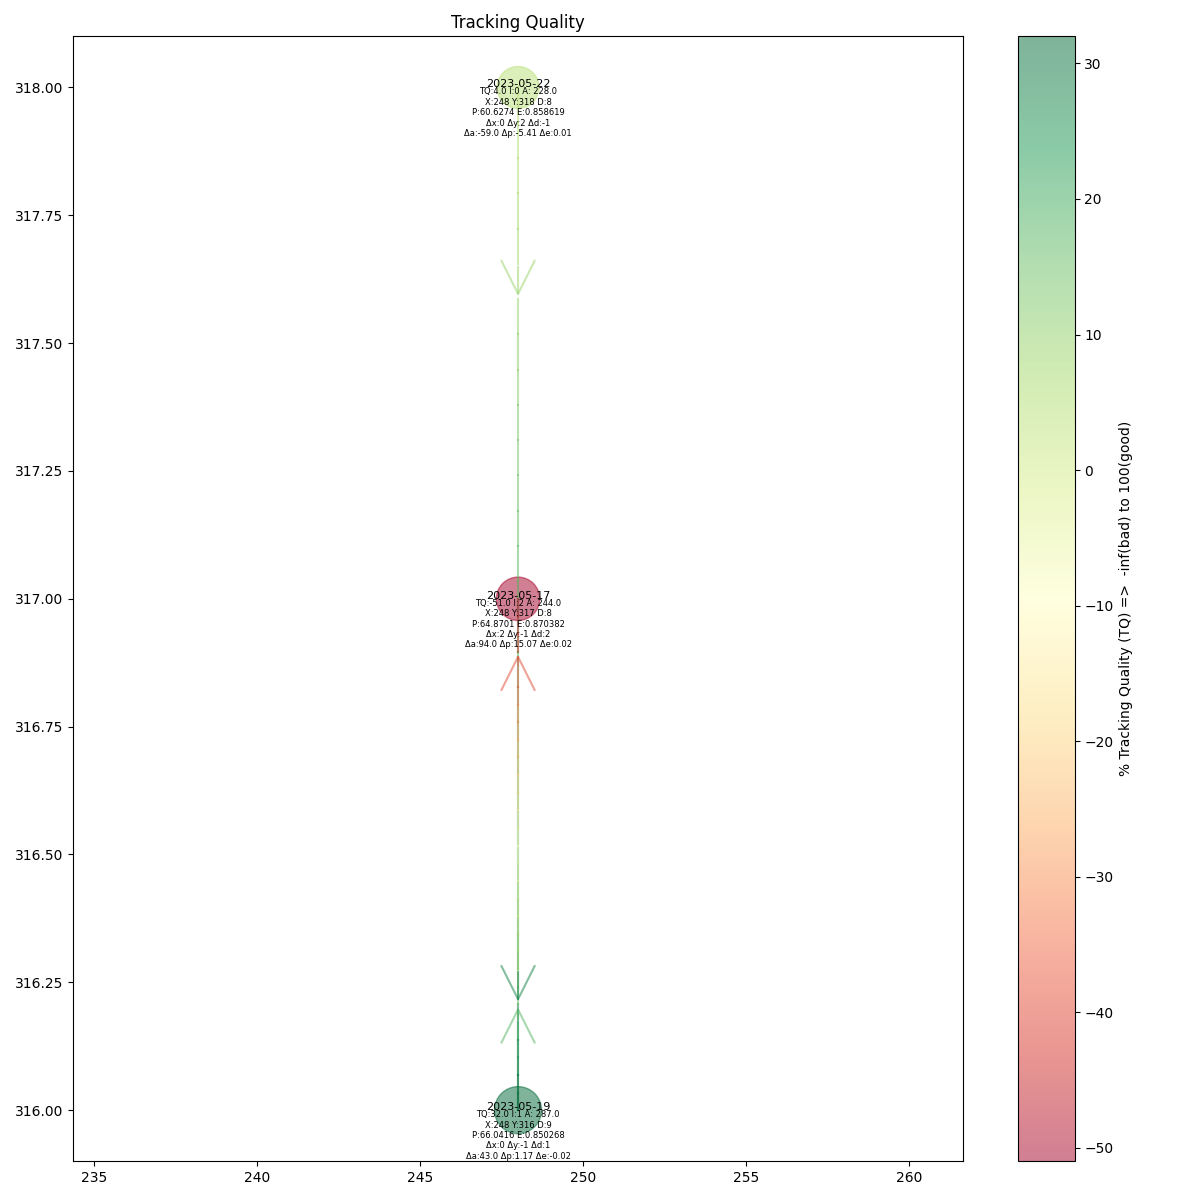 Tracking Quality
318.00
317.75
317.50
317.25
317.00
316.75
316.50
316.25
316.00
2023-05-22
TQ:4.0 I:0 A: 228.0
X:248 Y:318 D:8
P:60.6274 E:0.858619
Δx:0 Δy:2 Δd:-1
Δa:-59.0 Δp:-5.41 Δe:0.01
2023-05-17
TQ:-51.0 I:2 A: 244.0
X:248 Y:317 D:8
P:64.8701 E:0.870382
Δx:2 Δy:-1 Δd:2
Δa:94.0 Δp:15.07 Δe:0.02
2023-05-19
TQ:32.0 I:1 A: 287.0
X:248 Y:316 D:9
P:66.0416 E:0.850268
Δx:0 Δy:-1 Δd:1
Δa:43.0 Δp:1.17 Δe:-0.02
235
240
245
250
255
260
30
20
10
0
−10
−20
−30
−40
−50
% Tracking Quality (TQ) => -inf(bad) to 100(good)